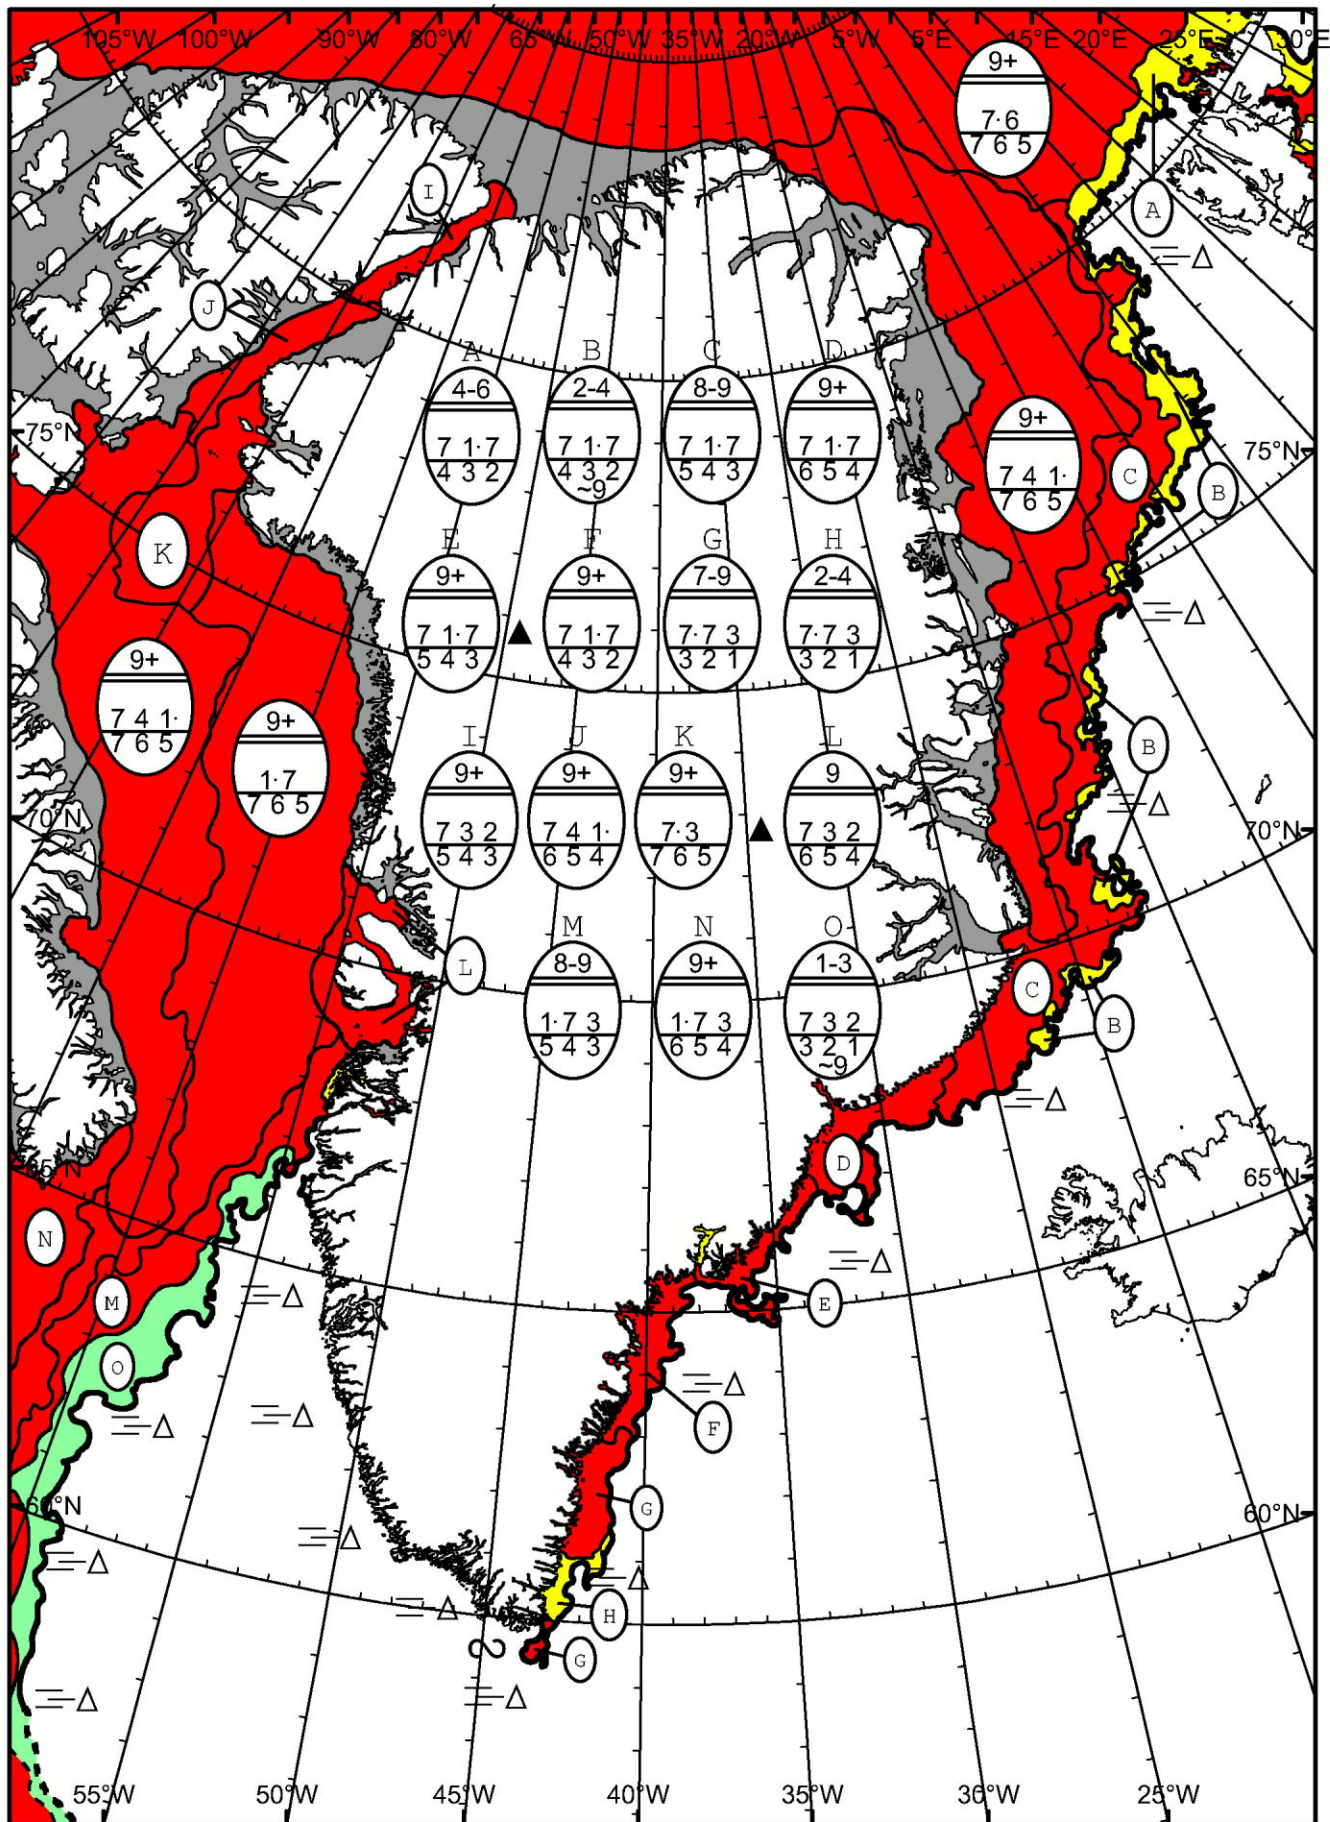 105°W 100°W 90°W 80°W 65°W 50°W 35°W 20°W 5°W 5°E 15°E 20°E 25°E 30°E
9+
7·6
7 6 5
I
A
J
A B C D
4-6 2-4 8-9 9+
7 1·7 7 1·7 7 1·7 7 1·7
4 3 2 4 3 2 5 4 3 6 5 4
~9
9+
7 4 1·
7 6 5
C
B
75°N 75°N
K
E F G H
9+ 9+ 7-9 2-4
7 1·7 7 1·7 7·7 3 7·7 3
5 4 3 4 3 2 3 2 1 3 2 1
9+
7 4 1·
7 6 5
9+
1·7
7 6 5
B
I J K L
9+ 9+ 9+ 9
7 3 2 7 4 1· 7·3 7 3 2
5 4 3 6 5 4 7 6 5 6 5 4
70°N 70°N
L
M N O
8-9 9+ 1-3
1·7 3 1·7 3 7 3 2
5 4 3 6 5 4 3 2 1
~9
C
B
D
65°N 65°N
N
M
E
O
F
G
60°N 60°N
H
G
55°W 50°W 45°W 40°W 35°W 30°W 25°W